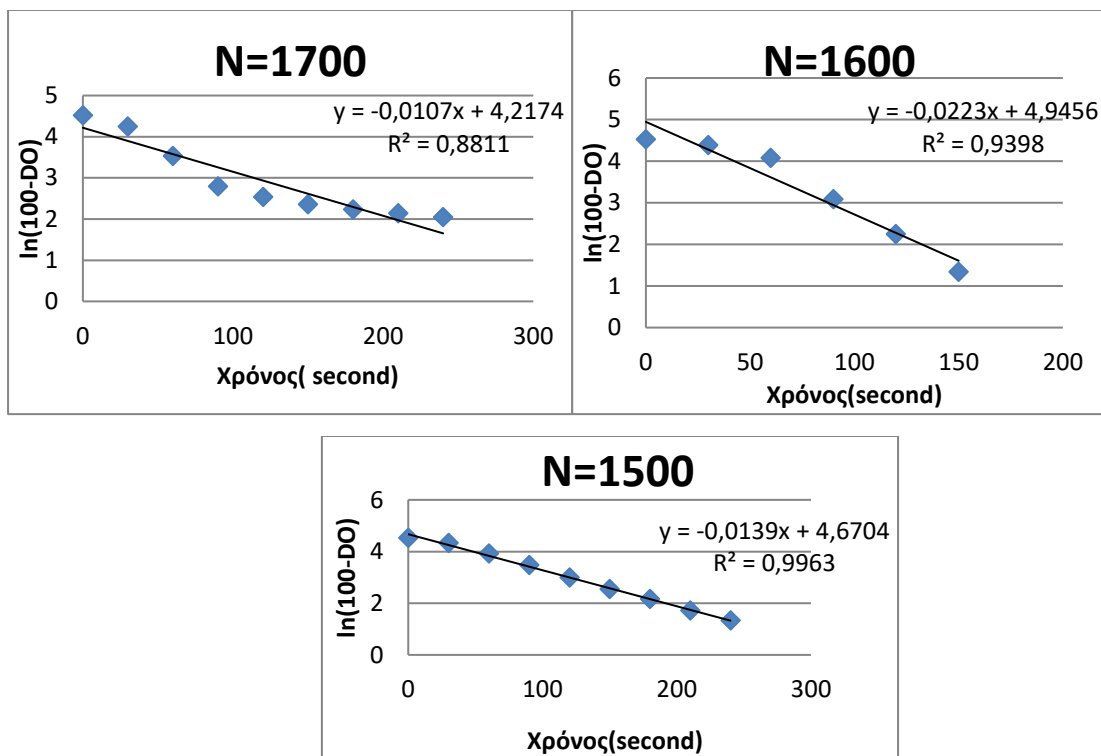 N=1700
y = -0,0107x + 4,2174
R² = 0,8811
5
4
3
2
1
0
ln(100-DO)
0 100 200 300
Χρόνος( second)
N=1600
y = -0,0223x + 4,9456
R² = 0,9398
6
5
4
3
2
1
0
ln(100-DO)
0 50 100 150 200
Χρόνος(second)
N=1500
y = -0,0139x + 4,6704
R² = 0,9963
6
4
2
0
ln(100-DO)
0 100 200 300
Χρόνος(second)